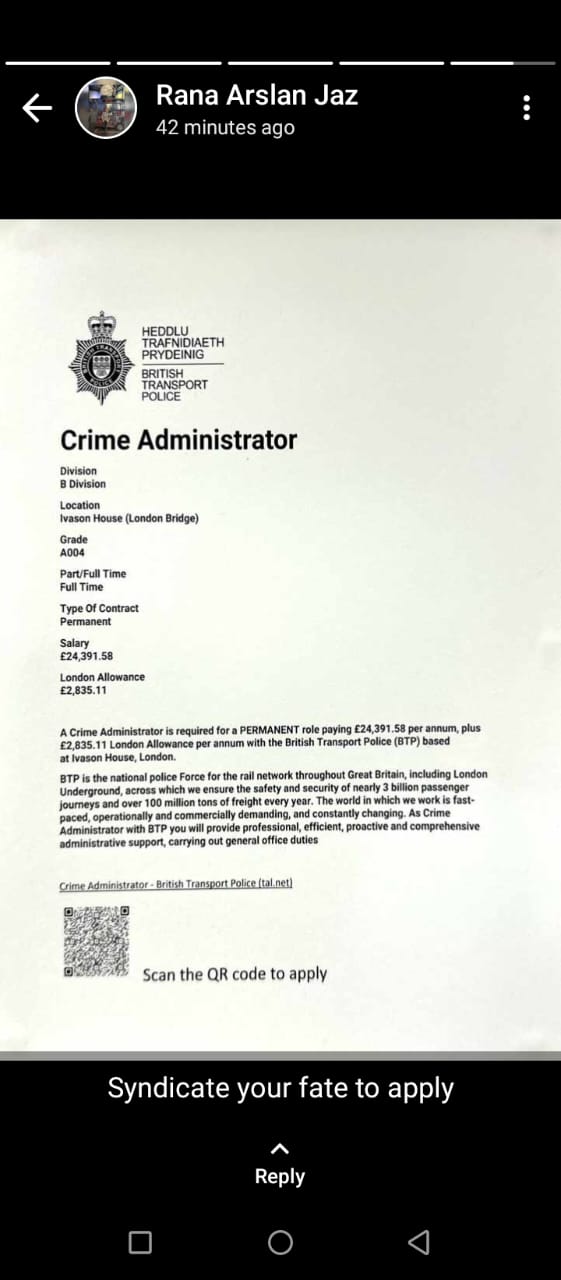 Rana Arslan Jaz
42 minutes ago
HEDDLU
TRAFNIDIAETH
PRYDEINIG
BRITISH
TRANSPORT
POLICE
Crime Administrator
Division
B Division
Location
Ivason House (London Bridge)
Grade
A004
Part/Full Time
Full Time
Type Of Contract
Permanent
Salary
£24,391.58
London Allowance
£2,835.11
A Crime Administrator is required for a PERMANENT role paying £24,391.58 per annum, plus
£2,835.11 London Allowance per annum with the British Transport Police (BTP) based
at Ivason House, London.
BTP is the national police Force for the rail network throughout Great Britain, including London
Underground, across which we ensure the safety and security of nearly 3 billion passenger
journeys and over 100 million tons of freight every year. The world in which we work is fast-
paced, operationally and commercially demanding, and constantly changing. As Crime
Administrator with BTP you will provide professional, efficient, proactive and comprehensive
administrative support, carrying out general office duties
Crime Administrator - British Transport Police (tal.net)
Scan the QR code to apply
Syndicate your fate to apply
Reply